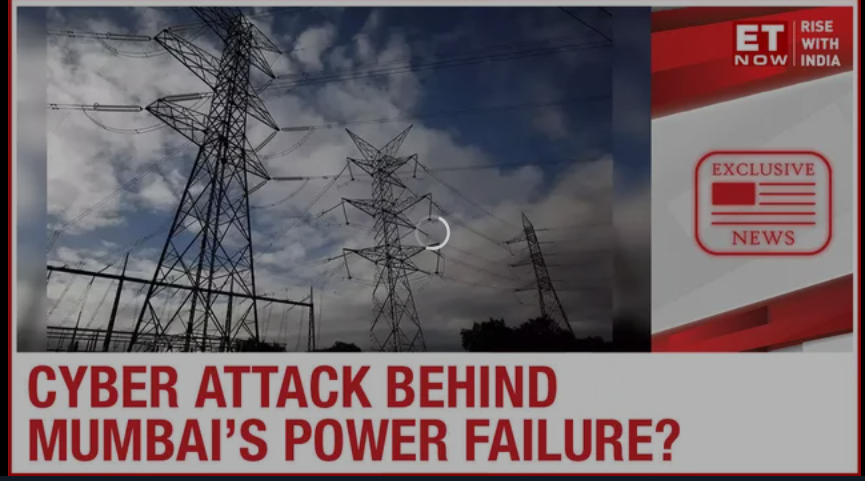 ET
NOW
RISE
WITH
INDIA
EXCLUSIVE
NEWS
CYBER ATTACK BEHIND
MUMBAI'S POWER FAILURE?